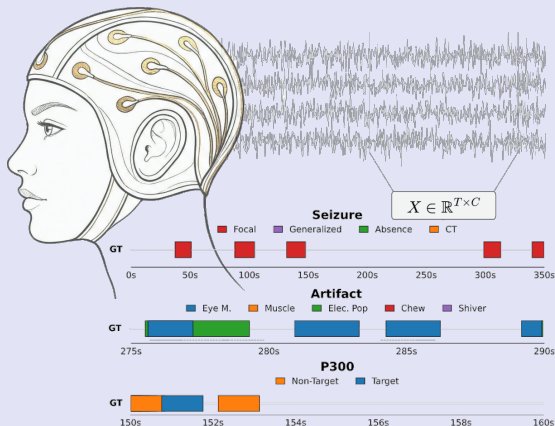 X ∈ ℝ^{T×C}
Seizure
Focal Generalized Absence CT
GT
0s 50s 100s 150s 200s 250s 300s 350s
Artifact
Eye M. Muscle Elec. Pop Chew Shiver
GT
275s 280s 285s 290s
P300
Non-Target Target
GT
150s 152s 154s 156s 158s 160s